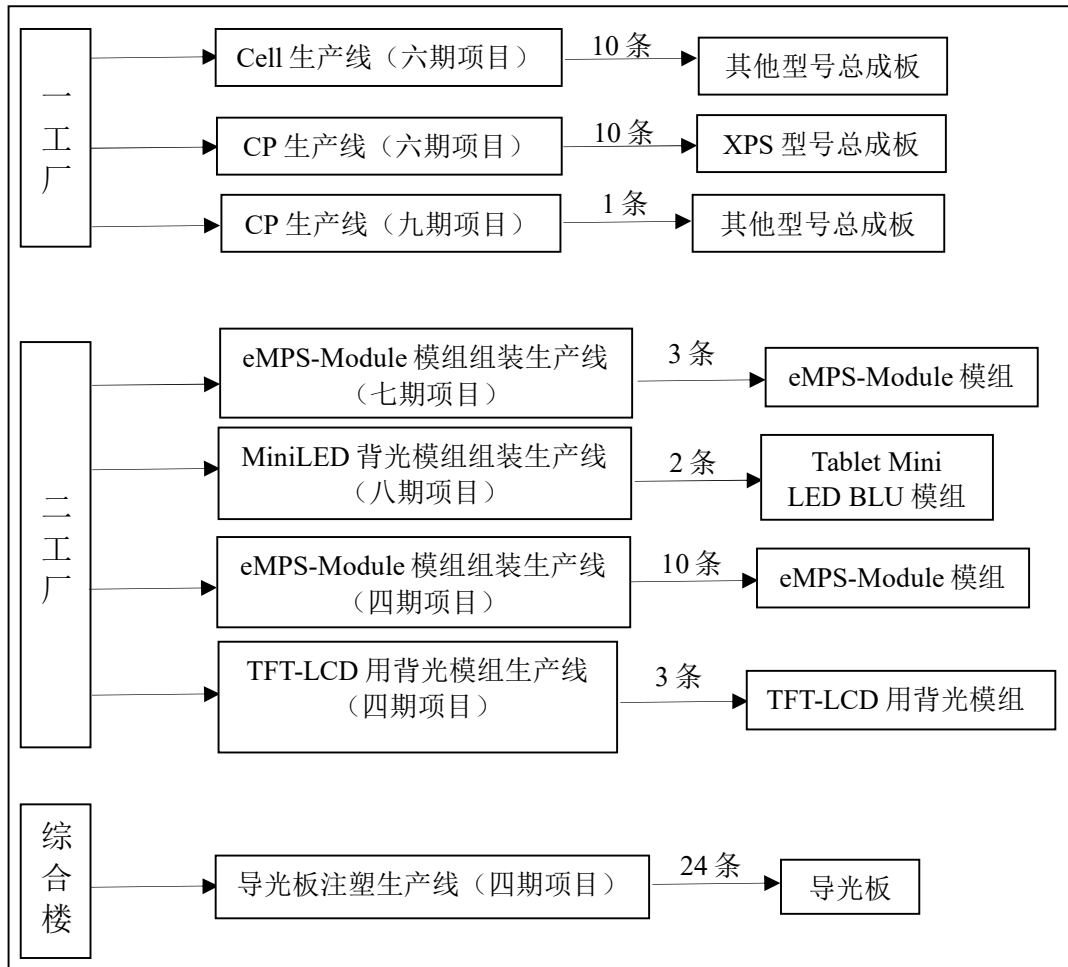 一工厂
Cell 生产线（六期项目）
10 条
其他型号总成板
CP 生产线（六期项目）
10 条
XPS 型号总成板
CP 生产线（九期项目）
1 条
其他型号总成板
二工厂
eMPS-Module 模组组装生产线
（七期项目）
3 条
eMPS-Module 模组
MiniLED 背光模组组装生产线
（八期项目）
2 条
Tablet Mini
LED BLU 模组
eMPS-Module 模组组装生产线
（四期项目）
10 条
eMPS-Module 模组
TFT-LCD 用背光模组生产线
（四期项目）
3 条
TFT-LCD 用背光模组
综合楼
导光板注塑生产线（四期项目）
24 条
导光板